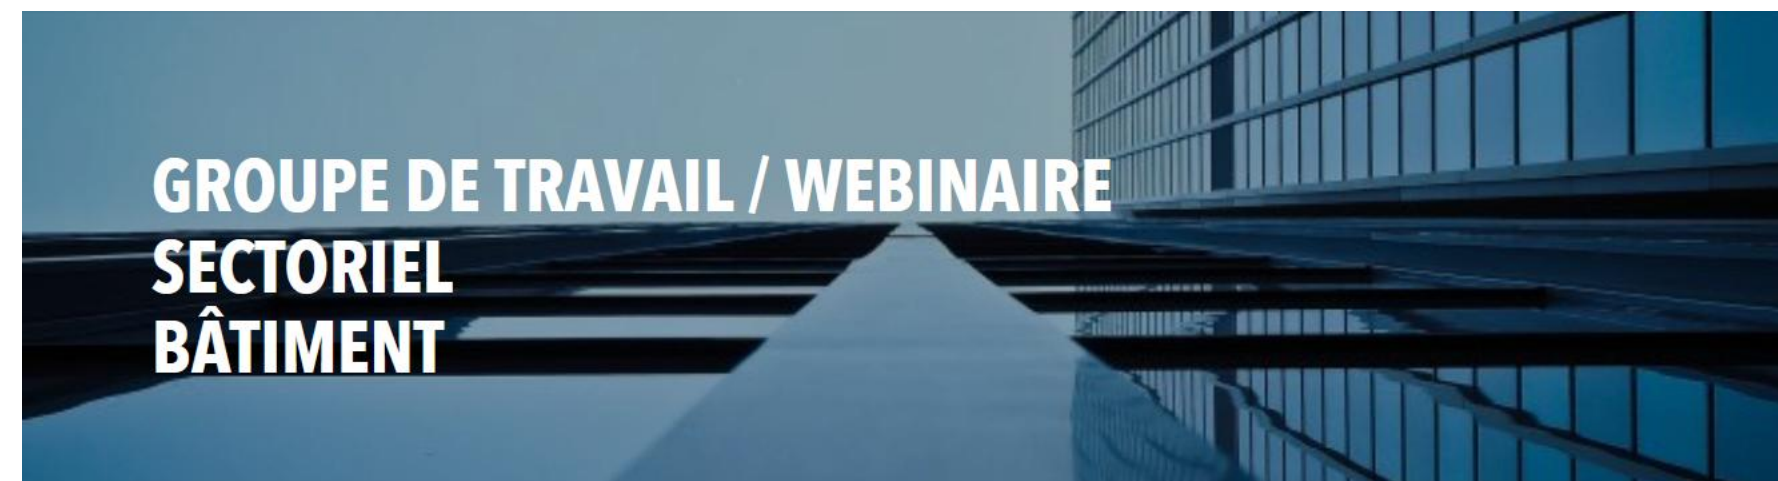 GROUPE DE TRAVAIL / WEBINAIRE
SECTORIEL
BÂTIMENT